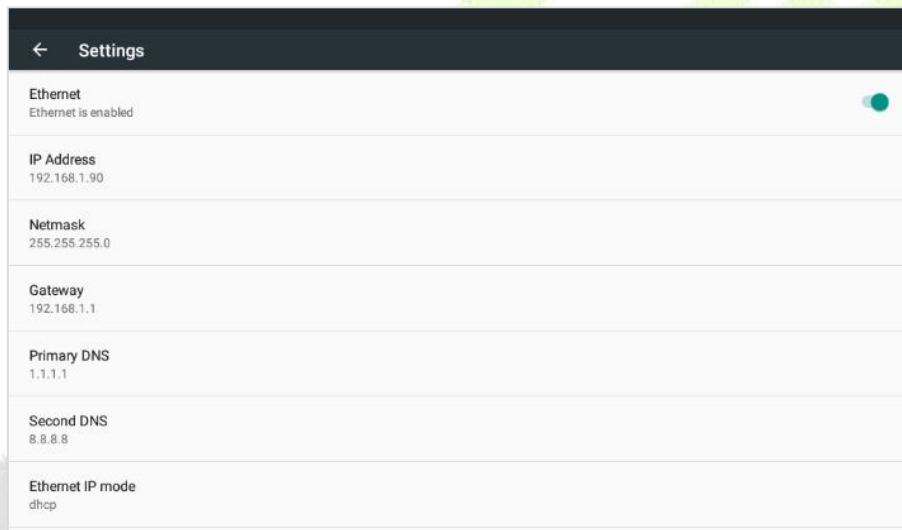 Settings
Ethernet
Ethernet is enabled
IP Address
192.168.1.90
Netmask
255.255.255.0
Gateway
192.168.1.1
Primary DNS
1.1.1.1
Second DNS
8.8.8.8
Ethernet IP mode
dhcp